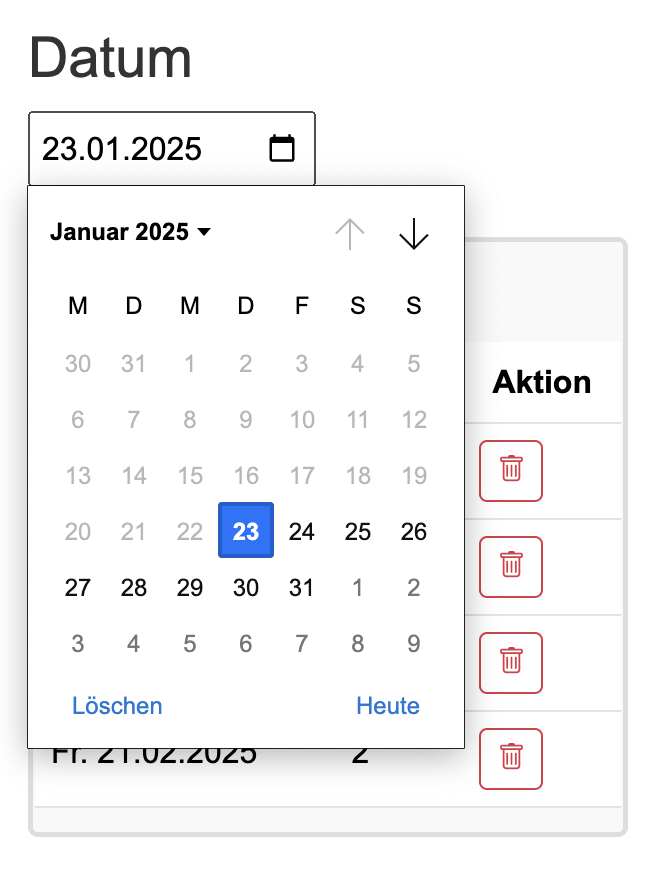 Datum
23.01.2025
Januar 2025
M D M D F S S
30 31 1 2 3 4 5
Aktion
6 7 8 9 10 11 12
13 14 15 16 17 18 19
20 21 22 23 24 25 26
27 28 29 30 31 1 2
3 4 5 6 7 8 9
Löschen Heute
Fr. 21.02.2025 2